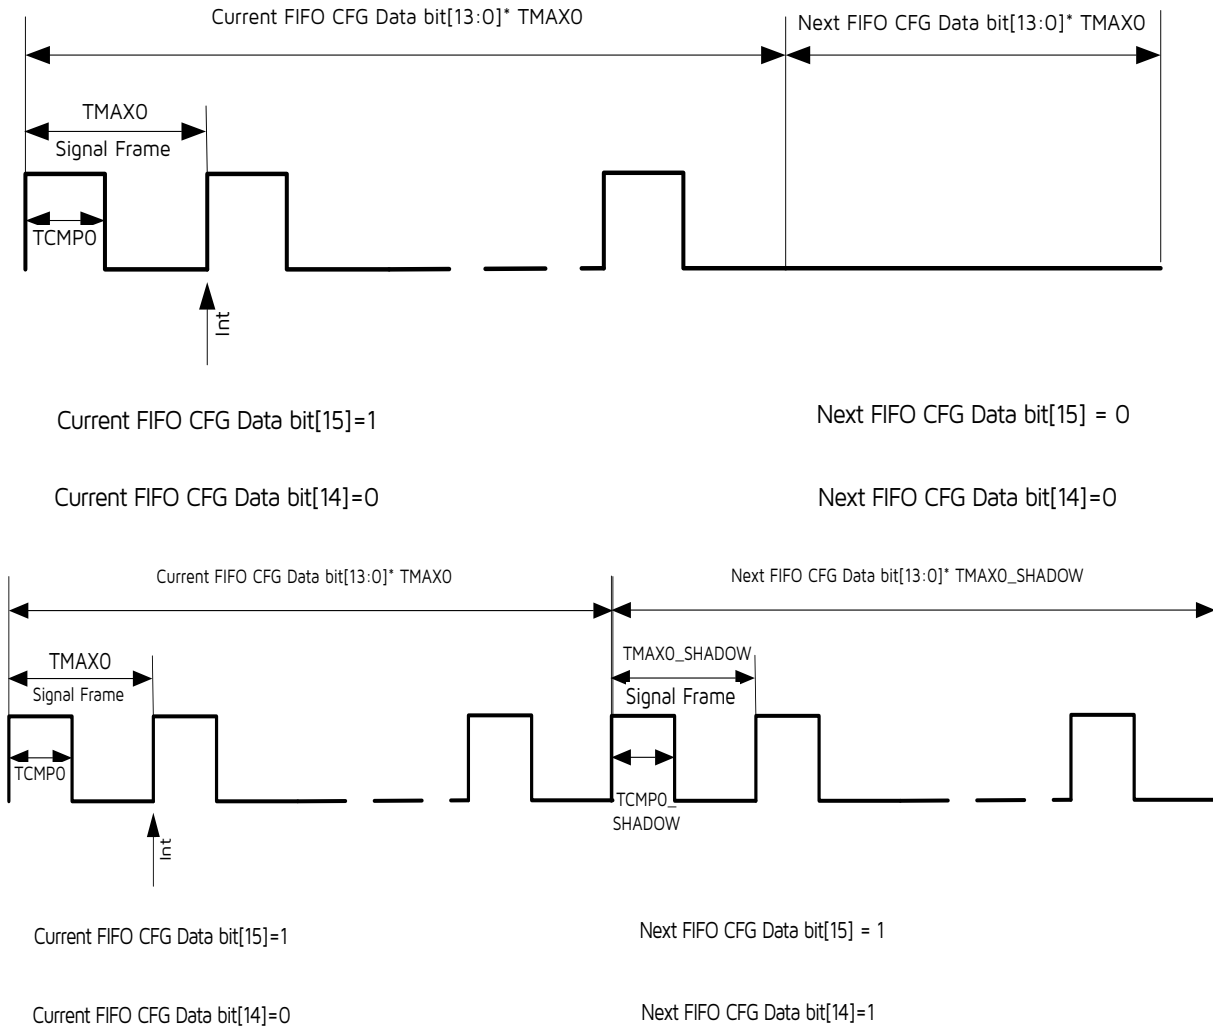 Current FIFO CFG Data bit[13:0]* TMAX0
Next FIFO CFG Data bit[13:0]* TMAX0
TMAX0
Signal Frame
TCMP0
Int
Current FIFO CFG Data bit[15]=1
Next FIFO CFG Data bit[15] = 0
Current FIFO CFG Data bit[14]=0
Next FIFO CFG Data bit[14]=0
Current FIFO CFG Data bit[13:0]* TMAX0
Next FIFO CFG Data bit[13:0]* TMAX0_SHADOW
TMAX0
Signal Frame
TMAX0_SHADOW
Signal Frame
TCMP0
TCMP0_
SHADOW
Int
Current FIFO CFG Data bit[15]=1
Next FIFO CFG Data bit[15] = 1
Current FIFO CFG Data bit[14]=0
Next FIFO CFG Data bit[14]=1